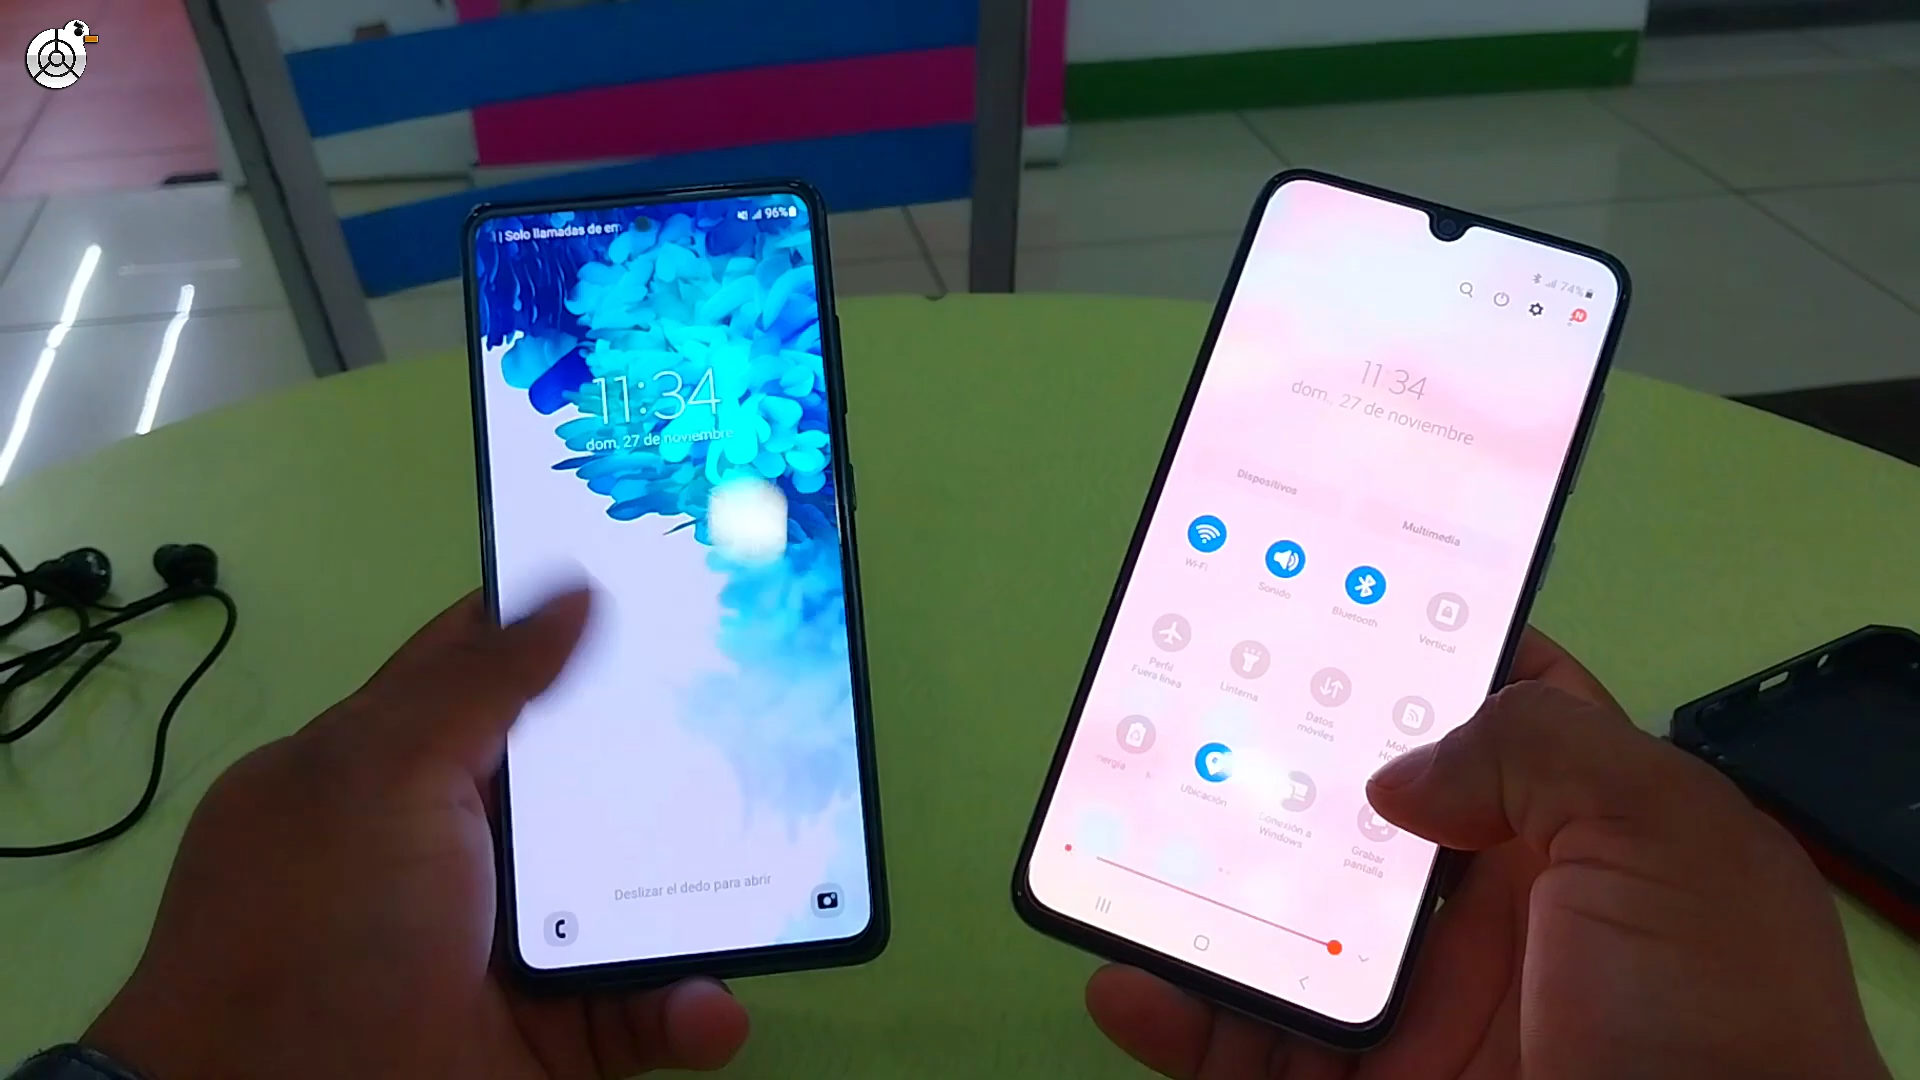 | Solo llamadas de em
96%
11:34
dom, 27 de noviembre
Deslizar el dedo para abrir
74%
N
11:34
dom., 27 de noviembre
Dispositivos
Multimedia
Wi-Fi
Sonido
Bluetooth
Vertical
Perfil
Fuera línea
Linterna
Datos
móviles
nergía
Ubicación
Conexión a
Windows
Grabar
pantalla